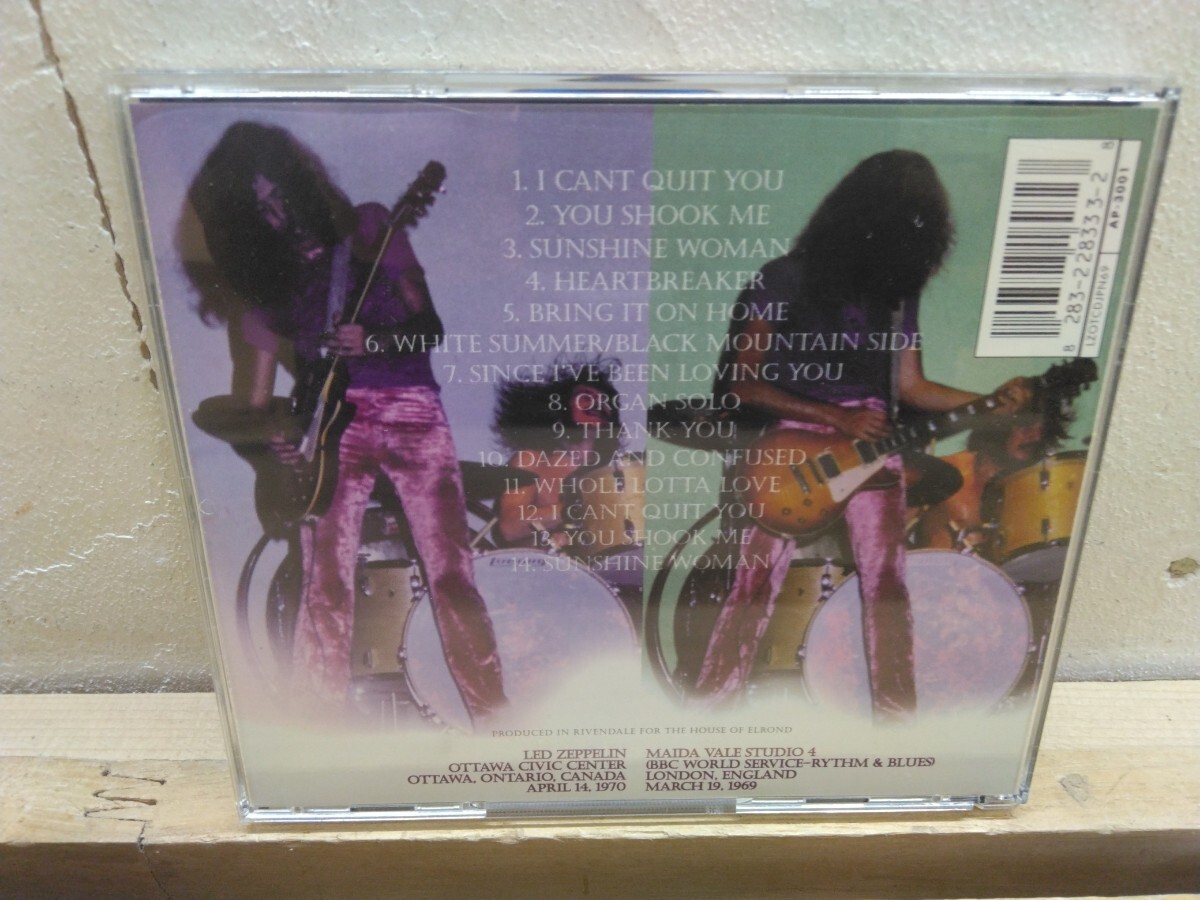 1. I CANT QUIT YOU
2. YOU SHOOK ME
3. SUNSHINE WOMAN
4. HEARTBREAKER
5. BRING IT ON HOME
6. WHITE SUMMER/BLACK MOUNTAIN SIDE
7. SINCE I'VE BEEN LOVING YOU
8. ORGAN SOLO
9. THANK YOU
10. DAZED AND CONFUSED
11. WHOLE LOTTA LOVE
12. I CANT QUIT YOU
13. YOU SHOOK ME
14. SUNSHINE WOMAN
8 283-228333-2 8
AP-3001
LZOTCDJPN69
PRODUCED IN RIVENDALE FOR THE HOUSE OF ELROND
LED ZEPPELIN
OTTAWA CIVIC CENTER
OTTAWA, ONTARIO, CANADA
APRIL 14, 1970
MAIDA VALE STUDIO 4
(BBC WORLD SERVICE-RYTHM & BLUES)
LONDON, ENGLAND
MARCH 19, 1969